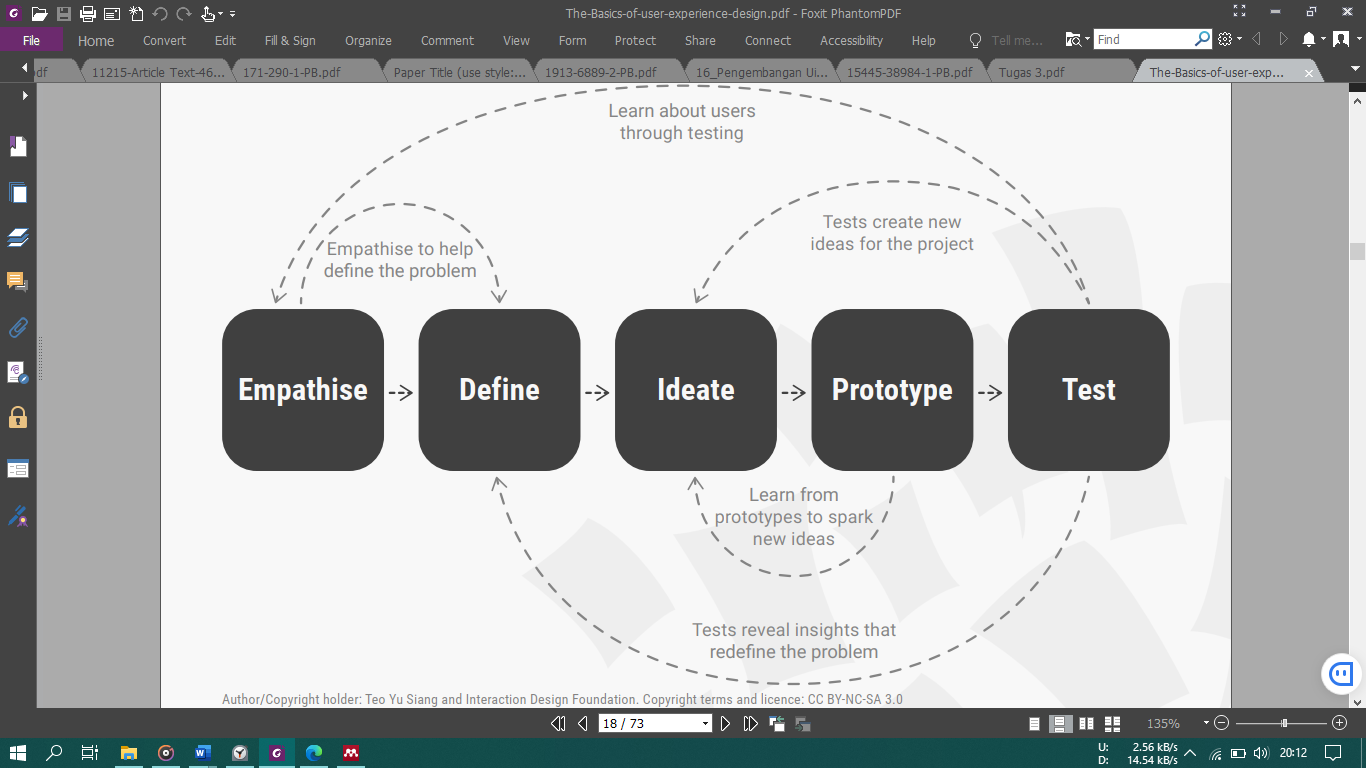 The-Basics-of-user-experience-design.pdf - Foxit PhantomPDF
File Home Convert Edit Fill & Sign Organize Comment View Form Protect Share Connect Accessibility Help Tell me... Find
df 11215-Article Text-46... 171-290-1-PB.pdf Paper Title (use style:... 1913-6889-2-PB.pdf 16_Pengembangan Ui... 15445-38984-1-PB.pdf Tugas 3.pdf The-Basics-of-user-exp...
Learn about users
through testing
Tests create new
ideas for the project
Empathise to help
define the problem
Empathise Define Ideate Prototype Test
Learn from
prototypes to spark
new ideas
Tests reveal insights that
redefine the problem
Author/Copyright holder: Teo Yu Siang and Interaction Design Foundation. Copyright terms and licence: CC BY-NC-SA 3.0
18 / 73 135%
U: 2.56 kB/s
D: 14.54 kB/s
20:12